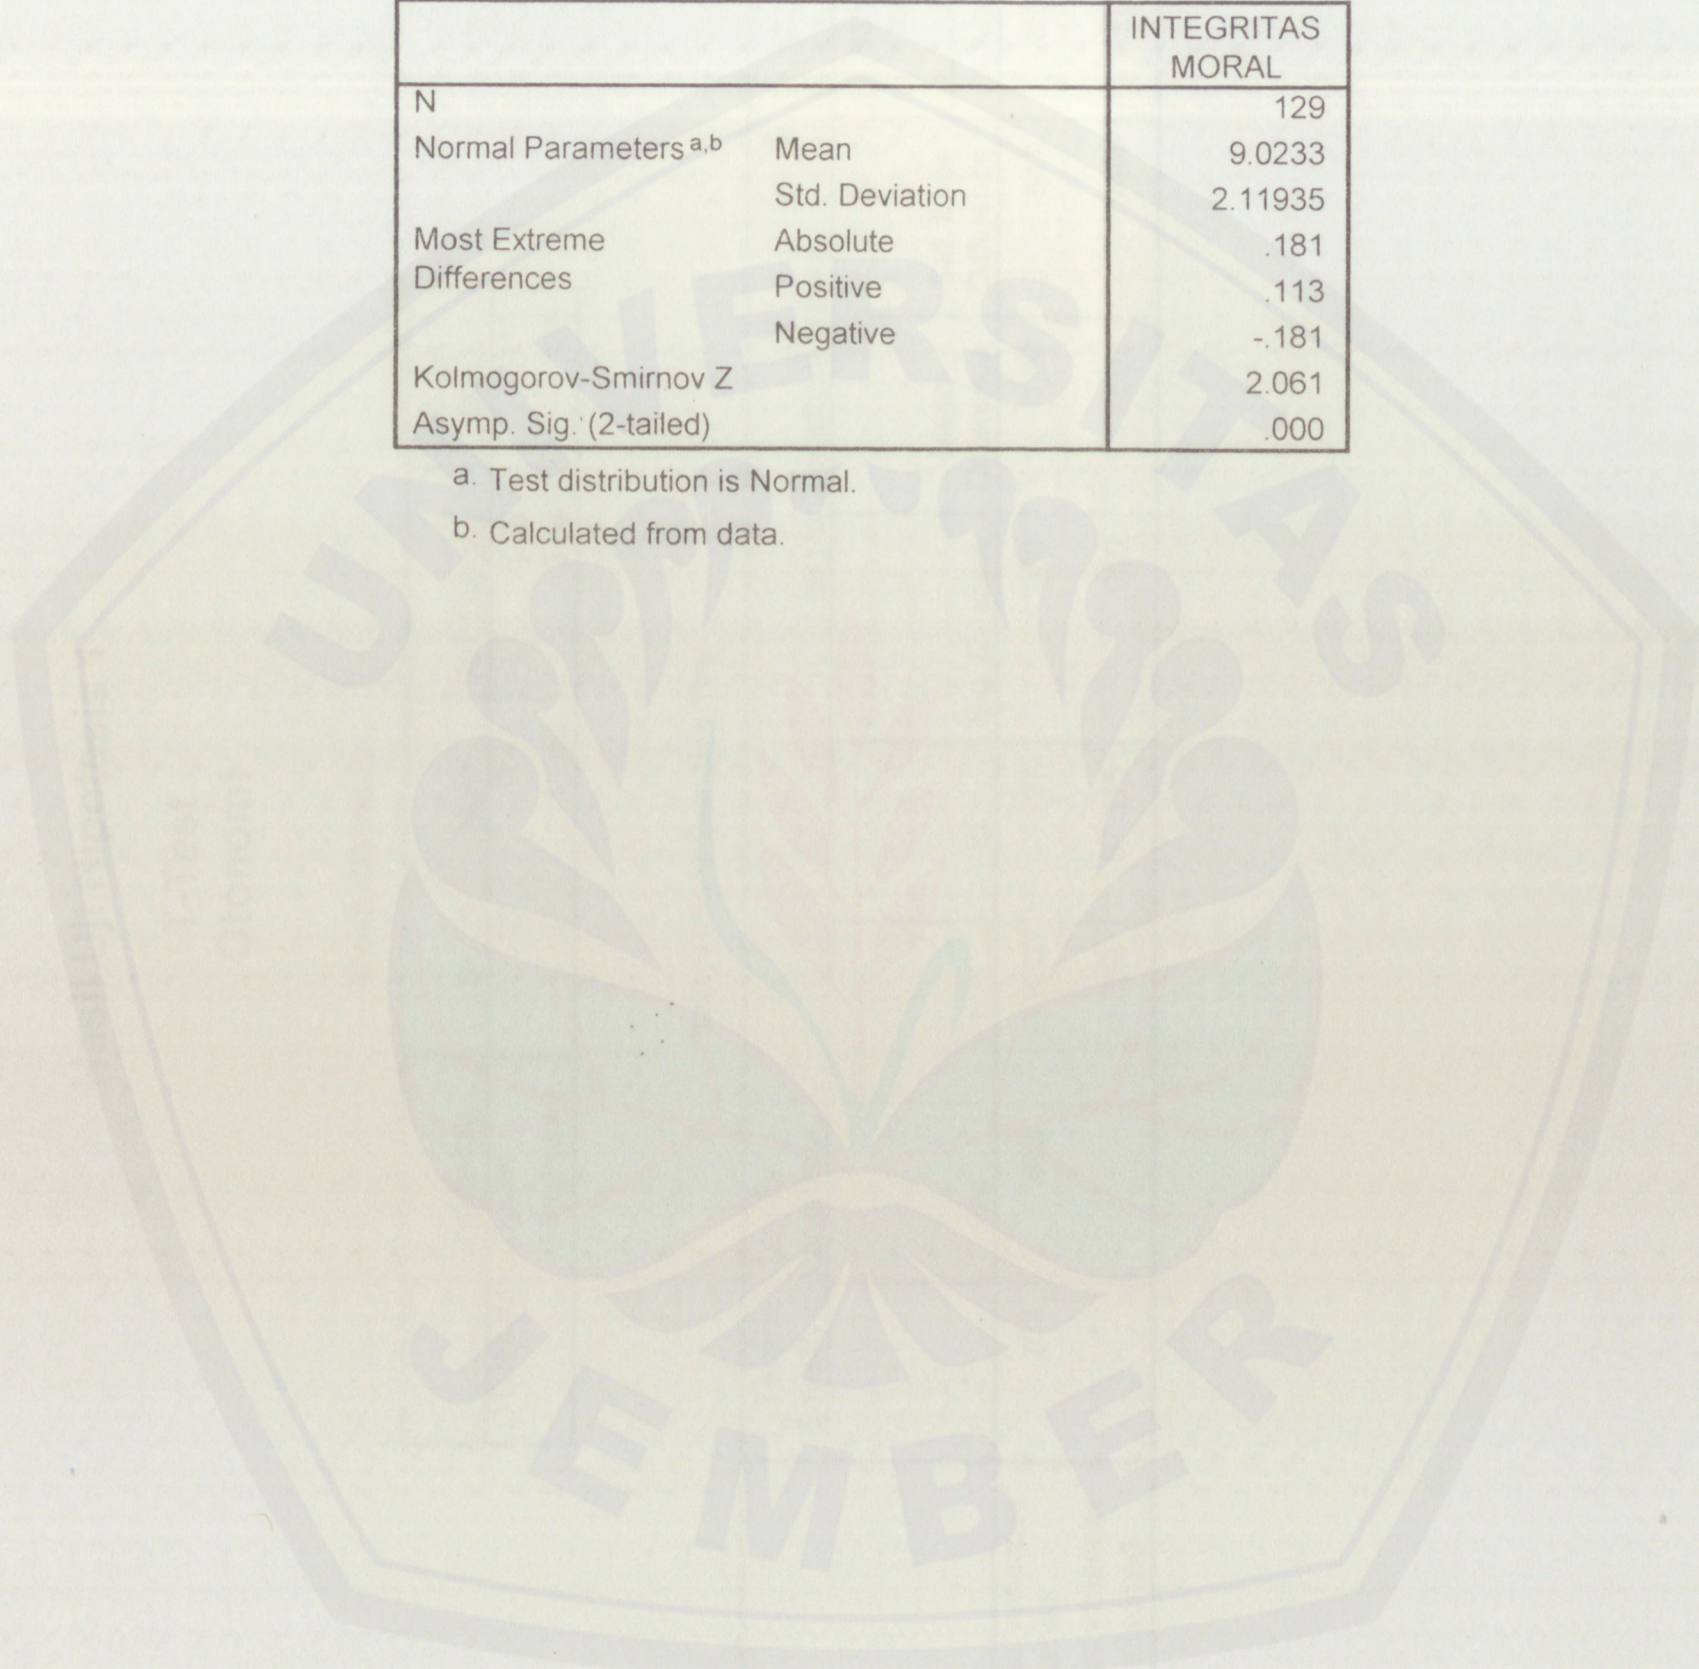 INTEGRITAS
MORAL
N 129
Normal Parameters a,b Mean 9.0233
Std. Deviation 2.11935
Most Extreme Differences Absolute .181
Positive .113
Negative -.181
Kolmogorov-Smirnov Z 2.061
Asymp. Sig. (2-tailed) .000
a. Test distribution is Normal.
b. Calculated from data.
UNIVERSITAS
JEMBER